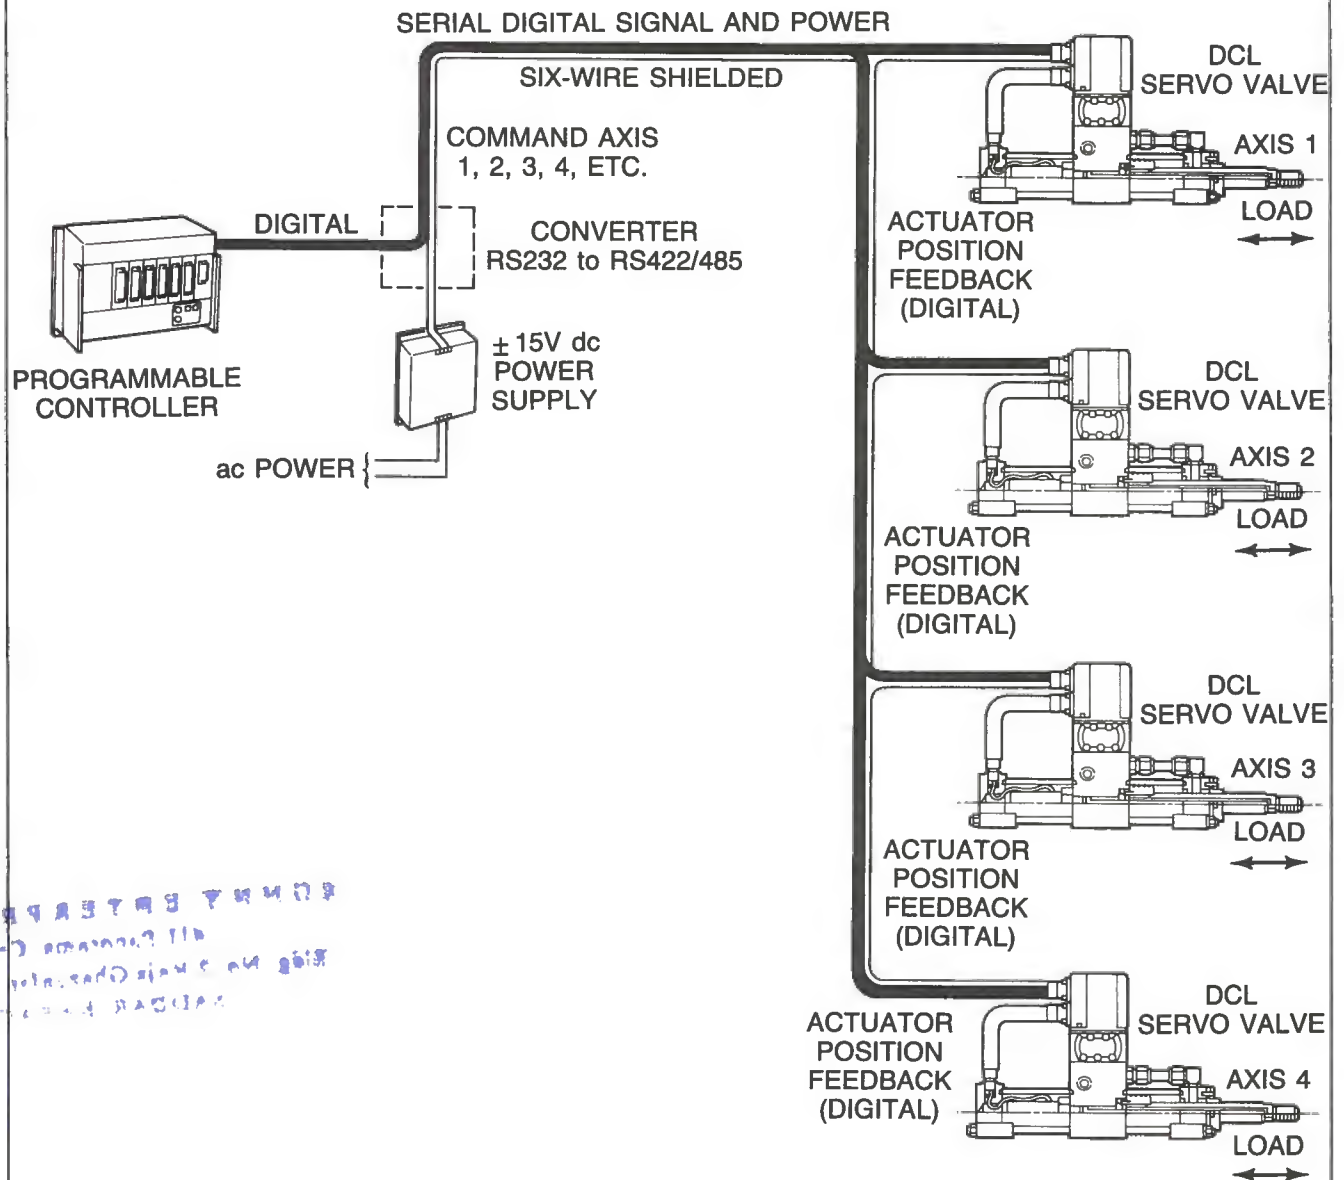 SERIAL DIGITAL SIGNAL AND POWER
SIX-WIRE SHIELDED
COMMAND AXIS
1, 2, 3, 4, ETC.
DIGITAL
CONVERTER
RS232 to RS422/485
PROGRAMMABLE
CONTROLLER
± 15V dc
POWER
SUPPLY
ac POWER
DCL
SERVO VALVE
AXIS 1
LOAD
ACTUATOR
POSITION
FEEDBACK
(DIGITAL)
DCL
SERVO VALVE
AXIS 2
LOAD
ACTUATOR
POSITION
FEEDBACK
(DIGITAL)
DCL
SERVO VALVE
AXIS 3
LOAD
ACTUATOR
POSITION
FEEDBACK
(DIGITAL)
DCL
SERVO VALVE
AXIS 4
LOAD
ACTUATOR
POSITION
FEEDBACK
(DIGITAL)